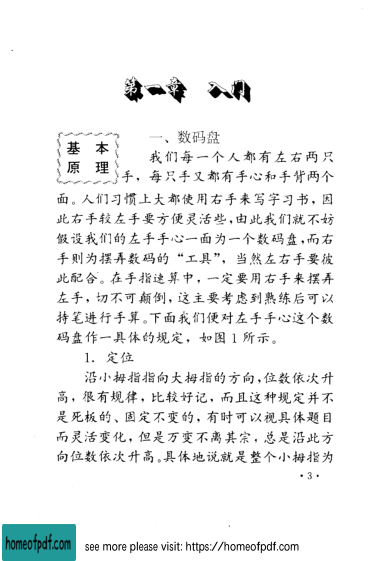 第一章 入门
基本
原理
一、数码盘
我们每一个人都有左右两只
手，每只手又都有手心和手背两个
面。人们习惯上大都使用右手来写字习书，因
此右手较左手要方便灵活些，由此我们就不妨
假设我们的左手手心一面为一个数码盘，而右
手则为摆弄数码的“工具”，当然左右手要彼
此配合。在手指速算中，一定要用右手来摆弄
左手，切不可颠倒，这主要考虑到熟练后可以
持笔进行手算。下面我们便对左手手心这个数
码盘作一具体的规定，如图1所示。
1. 定位
沿小拇指指向大拇指的方向，位数依次升
高，很有规律，比较好记，而且这种规定并不
是死板的、固定不变的，有时可以视具体题目
而灵活变化，但是万变不离其宗，总是沿此方
向位数依次升高。具体地说就是整个小拇指为
·3·
homeofpdf.com
see more please visit: https://homeofpdf.com